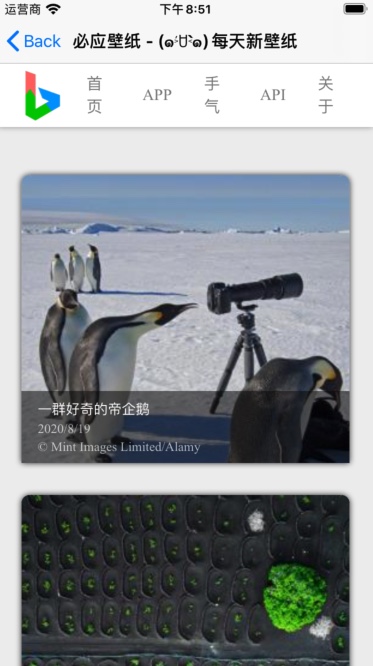 运营商 下午8:51
Back 必应壁纸 - (๑•̀ㅂ•́๑) 每天新壁纸
首页 APP 手气 API 关于
一群好奇的帝企鹅
2020/8/19
© Mint Images Limited/Alamy